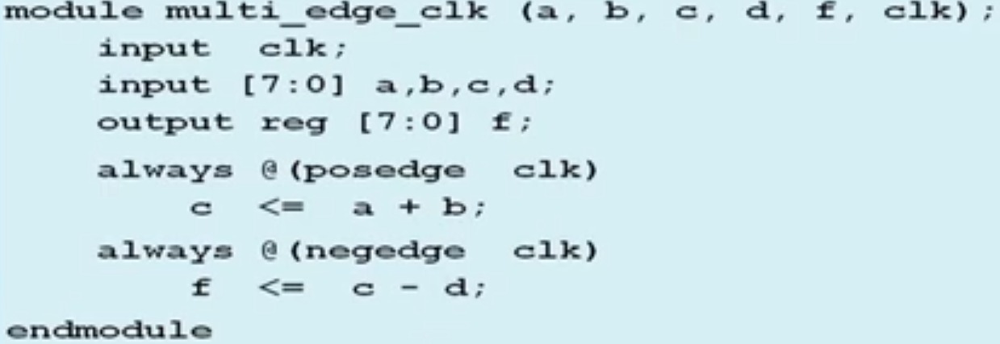 module multi_edge_clk (a, b, c, d, f, clk);
input clk;
input [7:0] a,b,c,d;
output reg [7:0] f;
always @(posedge clk)
c <= a + b;
always @(negedge clk)
f <= c - d;
endmodule